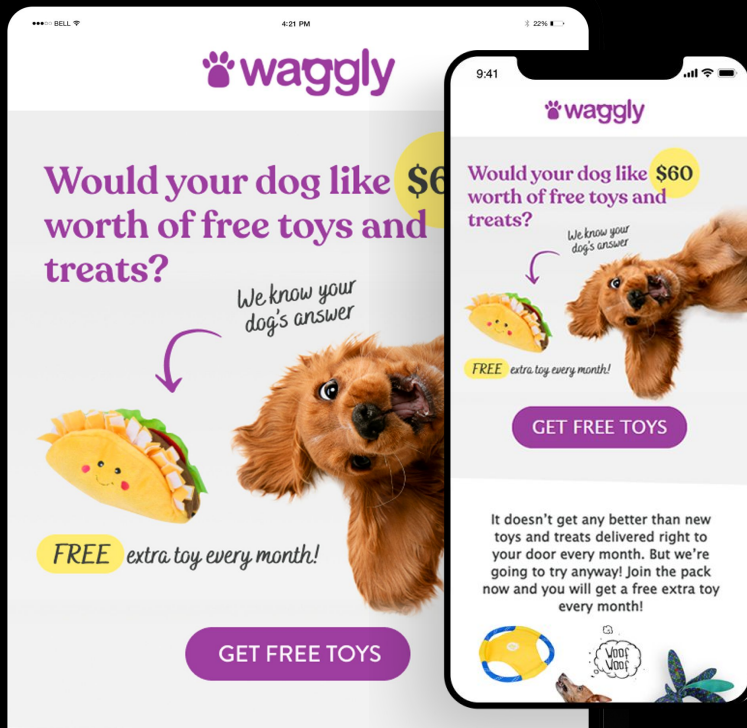 BELL
4:21 PM
22%
waggly
Would your dog like $6
worth of free toys and
treats?
We know your
dog's answer
FREE extra toy every month!
GET FREE TOYS
9:41
waggly
Would your dog like $60
worth of free toys and
treats?
We know your
dog's answer
FREE extra toy every month!
GET FREE TOYS
It doesn't get any better than new
toys and treats delivered right to
your door every month. But we're
going to try anyway! Join the pack
now and you will get a free extra toy
every month!
Woof
Woof